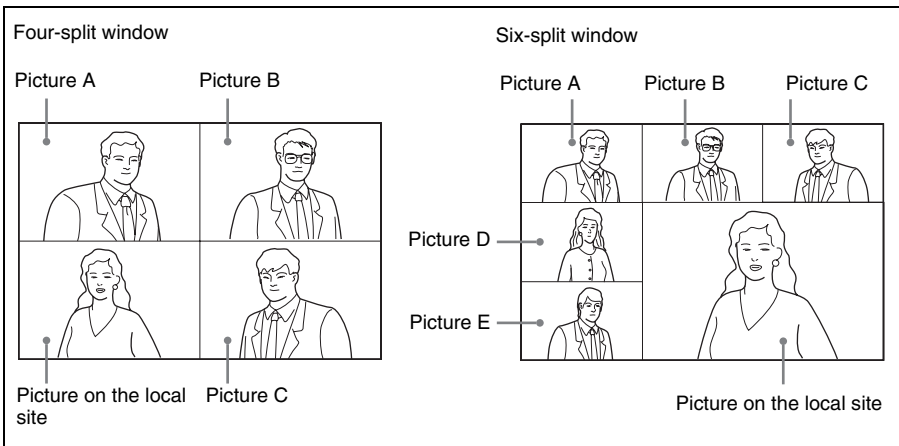 Four-split window
Picture A
Picture B
Picture on the local
site
Picture C
Six-split window
Picture A
Picture B
Picture C
Picture D
Picture E
Picture on the local site